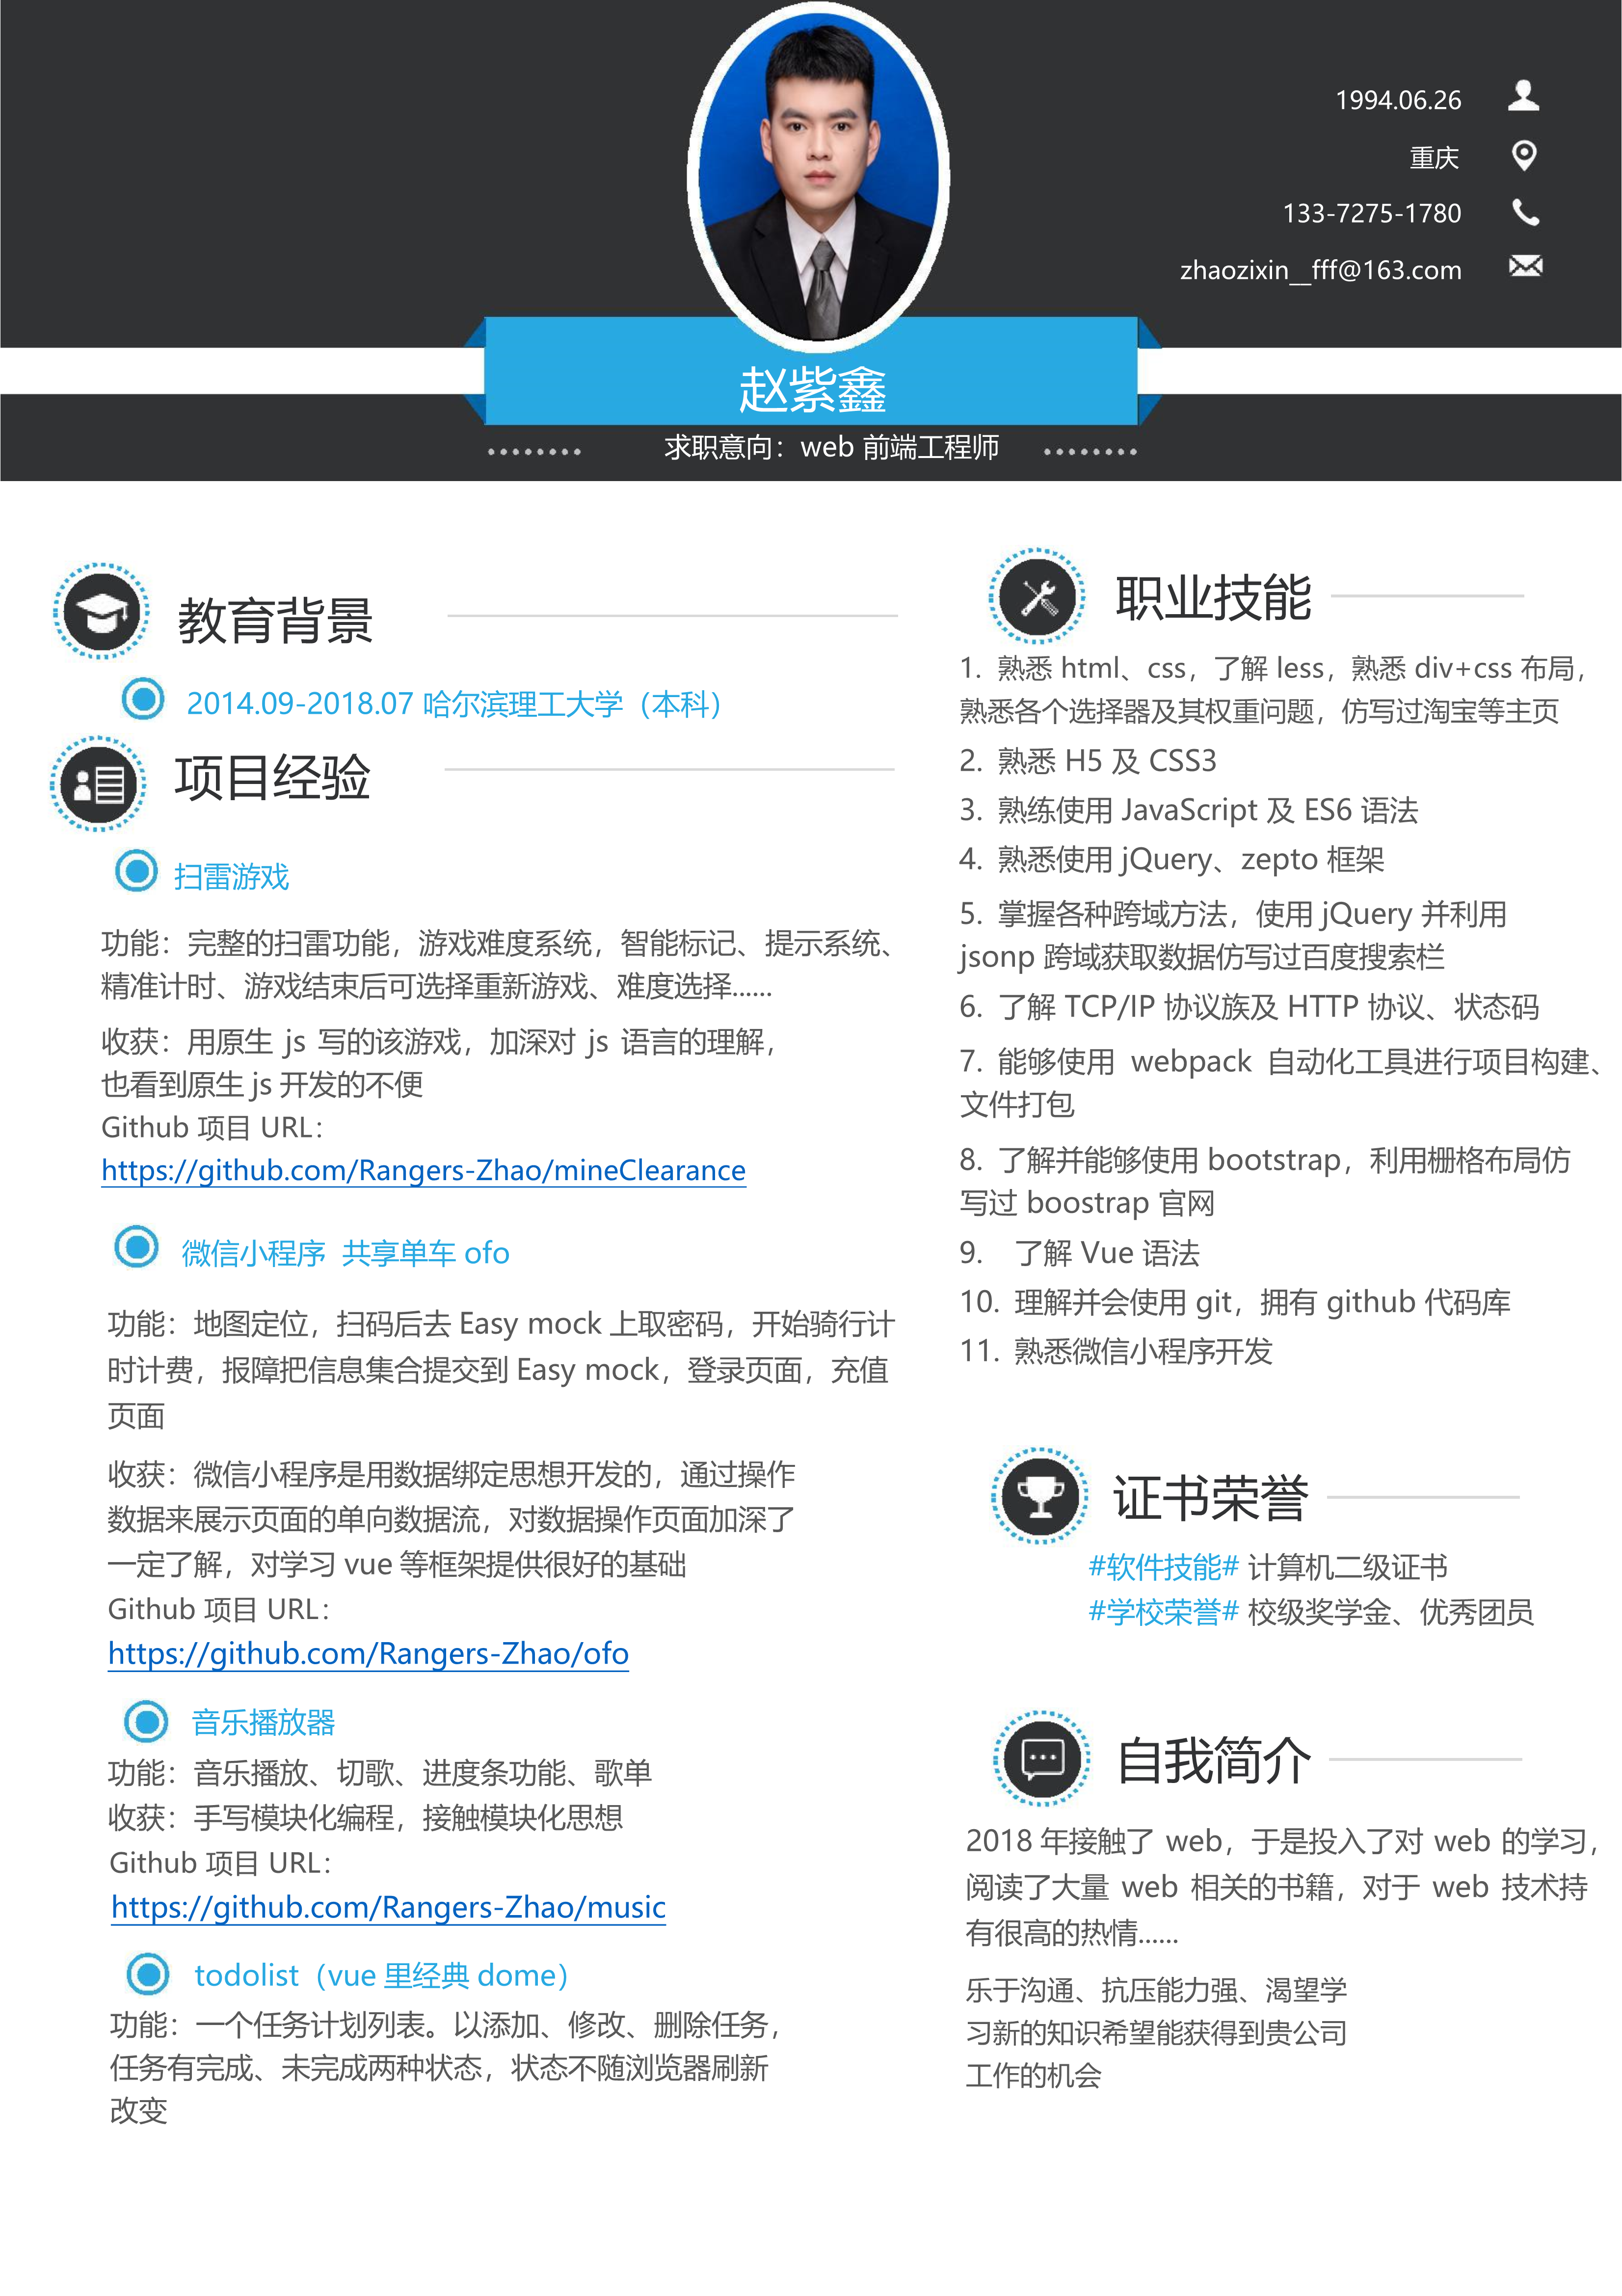 1994.06.26
重庆
133-7275-1780
zhaozixin__fff@163.com
赵紫鑫
求职意向：web 前端工程师
教育背景
2014.09-2018.07 哈尔滨理工大学（本科）
项目经验
扫雷游戏
功能：完整的扫雷功能，游戏难度系统，智能标记、提示系统、
精准计时、游戏结束后可选择重新游戏、难度选择......
收获：用原生 js 写的该游戏，加深对 js 语言的理解，
也看到原生 js 开发的不便
Github 项目 URL：
https://github.com/Rangers-Zhao/mineClearance
微信小程序 共享单车 ofo
功能：地图定位，扫码后去 Easy mock 上取密码，开始骑行计
时计费，报障把信息集合提交到 Easy mock，登录页面，充值
页面
收获：微信小程序是用数据绑定思想开发的，通过操作
数据来展示页面的单向数据流，对数据操作页面加深了
一定了解，对学习 vue 等框架提供很好的基础
Github 项目 URL：
https://github.com/Rangers-Zhao/ofo
音乐播放器
功能：音乐播放、切歌、进度条功能、歌单
收获：手写模块化编程，接触模块化思想
Github 项目 URL：
https://github.com/Rangers-Zhao/music
todolist（vue 里经典 dome）
功能：一个任务计划列表。以添加、修改、删除任务，
任务有完成、未完成两种状态，状态不随浏览器刷新
改变
职业技能
1. 熟悉 html、css，了解 less，熟悉 div+css 布局，
熟悉各个选择器及其权重问题，仿写过淘宝等主页
2. 熟悉 H5 及 CSS3
3. 熟练使用 JavaScript 及 ES6 语法
4. 熟悉使用 jQuery、zepto 框架
5. 掌握各种跨域方法，使用 jQuery 并利用
jsonp 跨域获取数据仿写过百度搜索栏
6. 了解 TCP/IP 协议族及 HTTP 协议、状态码
7. 能够使用 webpack 自动化工具进行项目构建、
文件打包
8. 了解并能够使用 bootstrap，利用栅格布局仿
写过 boostrap 官网
9. 了解 Vue 语法
10. 理解并会使用 git，拥有 github 代码库
11. 熟悉微信小程序开发
证书荣誉
#软件技能# 计算机二级证书
#学校荣誉# 校级奖学金、优秀团员
自我简介
2018 年接触了 web，于是投入了对 web 的学习，
阅读了大量 web 相关的书籍，对于 web 技术持
有很高的热情......
乐于沟通、抗压能力强、渴望学
习新的知识希望能获得到贵公司
工作的机会